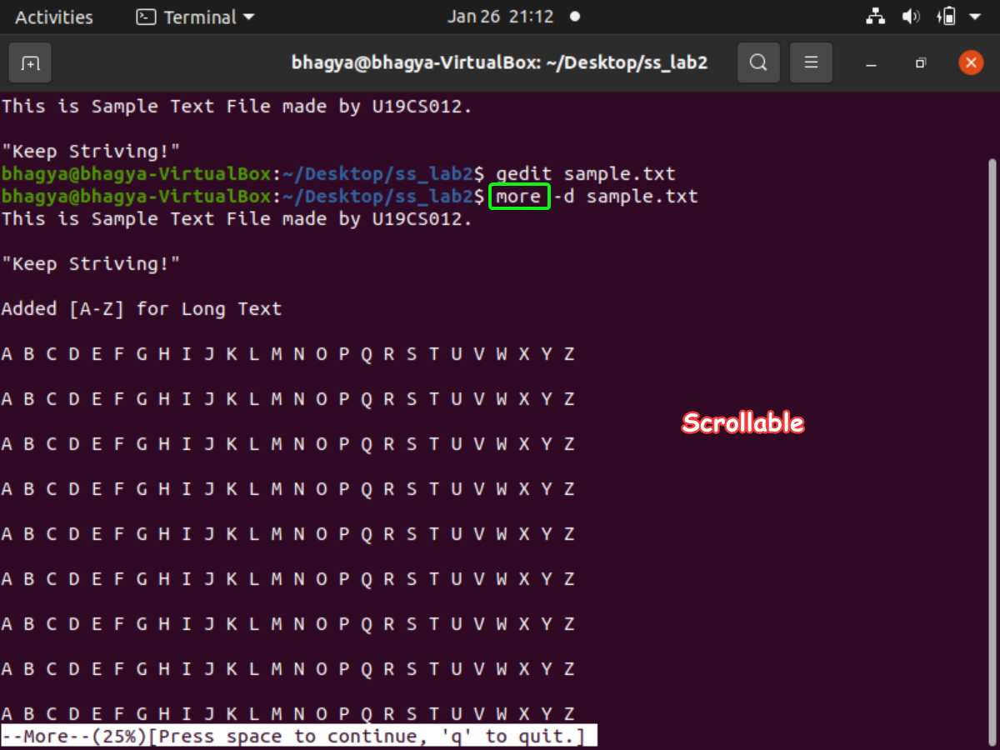 Activities
Terminal
Jan 26 21:12
bhagya@bhagya-VirtualBox: ~/Desktop/ss_lab2
This is Sample Text File made by U19CS012.
"Keep Striving!"
bhagya@bhagya-VirtualBox:~/Desktop/ss_lab2$ gedit sample.txt
bhagya@bhagya-VirtualBox:~/Desktop/ss_lab2$ more -d sample.txt
This is Sample Text File made by U19CS012.
"Keep Striving!"
Added [A-Z] for Long Text
A B C D E F G H I J K L M N O P Q R S T U V W X Y Z
A B C D E F G H I J K L M N O P Q R S T U V W X Y Z
Scrollable
A B C D E F G H I J K L M N O P Q R S T U V W X Y Z
A B C D E F G H I J K L M N O P Q R S T U V W X Y Z
A B C D E F G H I J K L M N O P Q R S T U V W X Y Z
A B C D E F G H I J K L M N O P Q R S T U V W X Y Z
A B C D E F G H I J K L M N O P Q R S T U V W X Y Z
A B C D E F G H I J K L M N O P Q R S T U V W X Y Z
A B C D E F G H I J K L M N O P Q R S T U V W X Y Z
--More--(25%)[Press space to continue, 'q' to quit.]